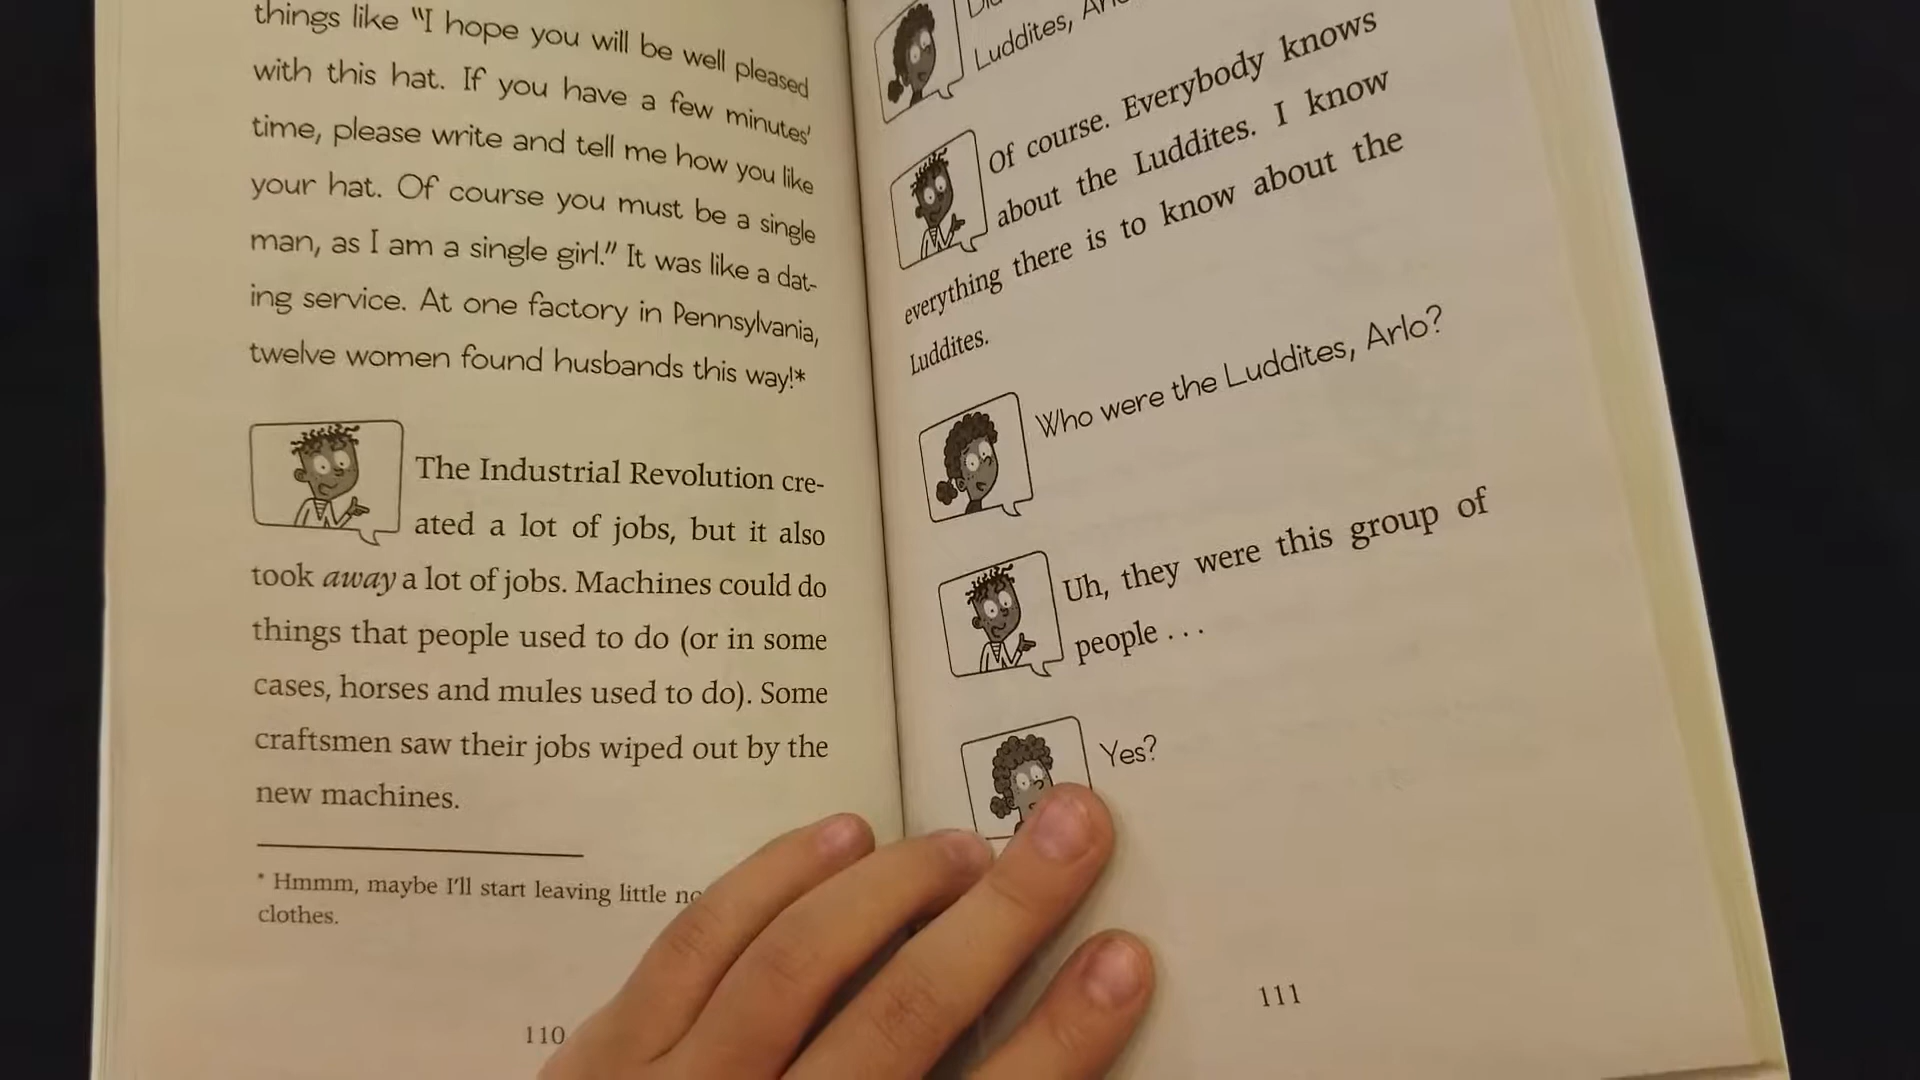 things like "I hope you will be well pleased
with this hat. If you have a few minutes'
time, please write and tell me how you like
your hat. Of course you must be a single
man, as I am a single girl." It was like a dat-
ing service. At one factory in Pennsylvania,
twelve women found husbands this way!*
The Industrial Revolution cre-
ated a lot of jobs, but it also
took away a lot of jobs. Machines could do
things that people used to do (or in some
cases, horses and mules used to do). Some
craftsmen saw their jobs wiped out by the
new machines.
* Hmmm, maybe I'll start leaving little
clothes.
110
Luddites,
Of course. Everybody knows
about the Luddites. I know
everything there is to know about the
Luddites.
Who were the Luddites, Arlo?
Uh, they were this group of
people . . .
Yes?
111